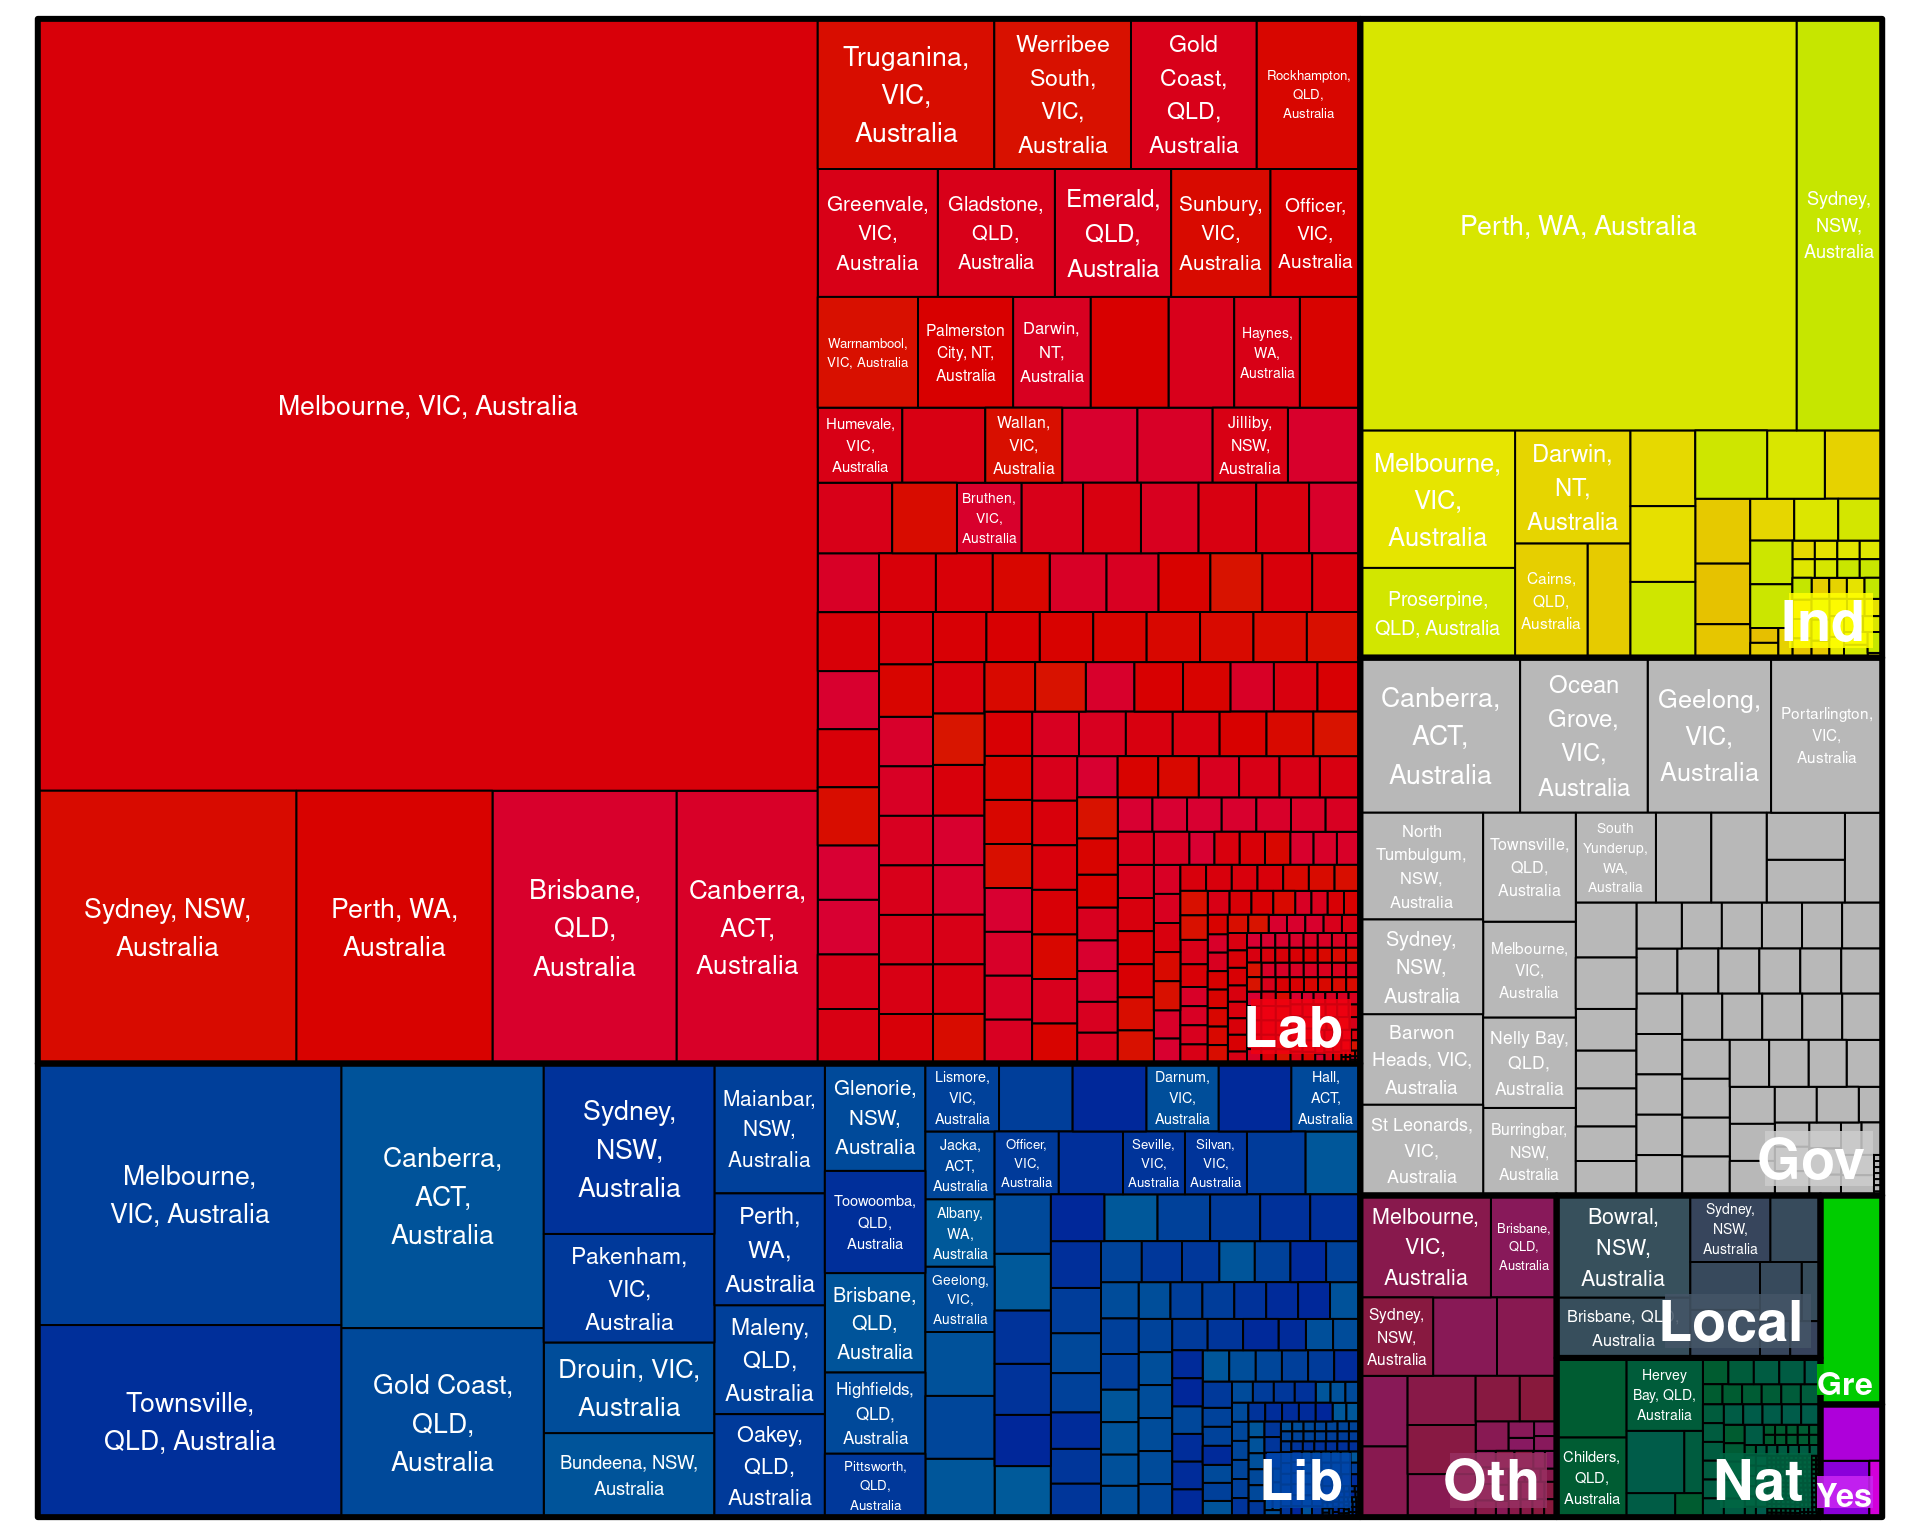 Melbourne, VIC, Australia
Sydney, NSW,
Australia
Perth, WA,
Australia
Brisbane,
QLD,
Australia
Canberra,
ACT,
Australia
Truganina,
VIC,
Australia
Werribee
South,
VIC,
Australia
Gold
Coast,
QLD,
Australia
Rockhampton,
QLD,
Australia
Greenvale,
VIC,
Australia
Gladstone,
QLD,
Australia
Emerald,
QLD,
Australia
Sunbury,
VIC,
Australia
Officer,
VIC,
Australia
Warrnambool,
VIC, Australia
Palmerston
City, NT,
Australia
Darwin,
NT,
Australia
Haynes,
WA,
Australia
Humevale,
VIC,
Australia
Wallan,
VIC,
Australia
Jilliby,
NSW,
Australia
Bruthen,
VIC,
Australia
Lab
Perth, WA, Australia
Sydney,
NSW,
Australia
Melbourne,
VIC,
Australia
Darwin,
NT,
Australia
Proserpine,
QLD, Australia
Cairns,
QLD,
Australia
Ind
Canberra,
ACT,
Australia
Ocean
Grove,
VIC,
Australia
Geelong,
VIC,
Australia
Portarlington,
VIC,
Australia
North
Tumbulgum,
NSW,
Australia
Townsville,
QLD,
Australia
South
Yunderup,
WA,
Australia
Sydney,
NSW,
Australia
Melbourne,
VIC,
Australia
Barwon
Heads, VIC,
Australia
Nelly Bay,
QLD,
Australia
St Leonards,
VIC,
Australia
Burringbar,
NSW,
Australia
Gov
Melbourne,
VIC, Australia
Townsville,
QLD, Australia
Canberra,
ACT,
Australia
Gold Coast,
QLD,
Australia
Sydney,
NSW,
Australia
Pakenham,
VIC,
Australia
Drouin, VIC,
Australia
Bundeena, NSW,
Australia
Maianbar,
NSW,
Australia
Perth,
WA,
Australia
Maleny,
QLD,
Australia
Oakey,
QLD,
Australia
Glenorie,
NSW,
Australia
Toowoomba,
QLD,
Australia
Brisbane,
QLD,
Australia
Highfields,
QLD,
Australia
Pittsworth,
QLD,
Australia
Lismore,
VIC,
Australia
Darnum,
VIC,
Australia
Hall,
ACT,
Australia
Jacka,
ACT,
Australia
Officer,
VIC,
Australia
Seville,
VIC,
Australia
Silvan,
VIC,
Australia
Albany,
WA,
Australia
Geelong,
VIC,
Australia
Lib
Melbourne,
VIC,
Australia
Brisbane,
QLD,
Australia
Sydney,
NSW,
Australia
Oth
Bowral,
NSW,
Australia
Sydney,
NSW,
Australia
Brisbane, QLD,
Australia
Local
Hervey
Bay, QLD,
Australia
Childers,
QLD,
Australia
Nat
Gre
Yes